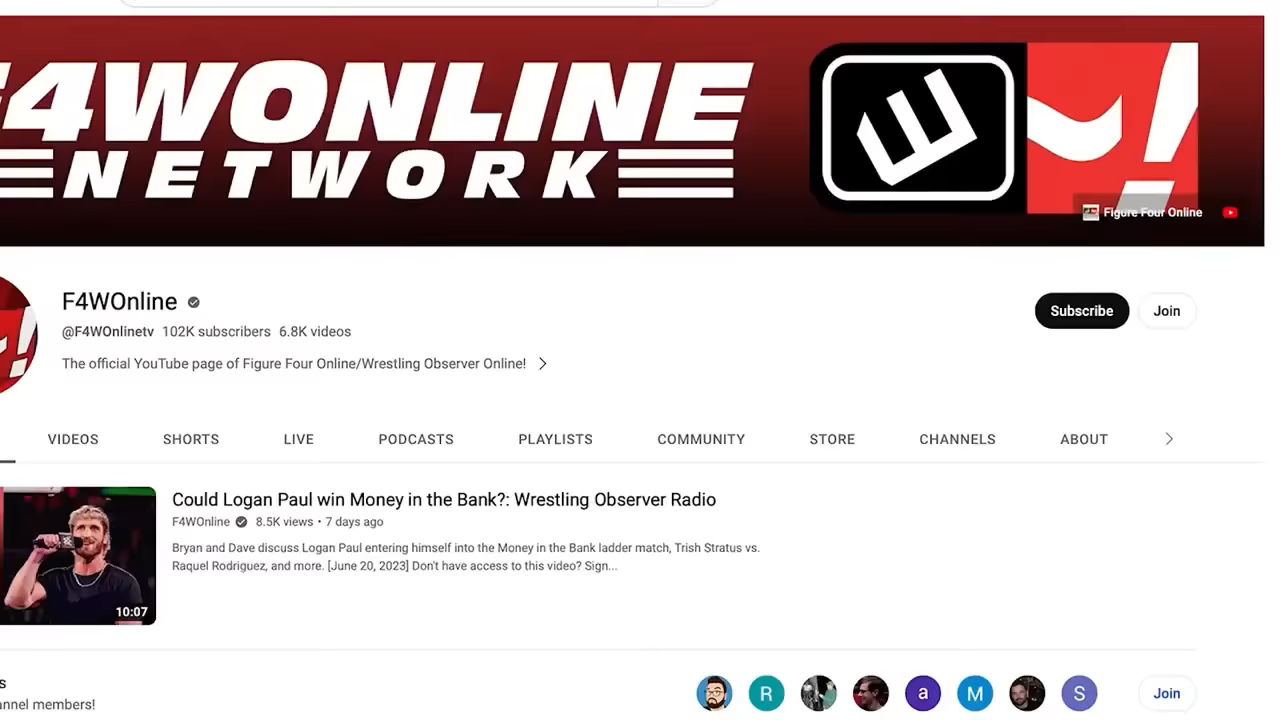 F4WONLINE
NETWORK
Figure Four Online
F4WOnline
@F4WOnlinetv 102K subscribers 6.8K videos
Subscribe
Join
The official YouTube page of Figure Four Online/Wrestling Observer Online!
VIDEOS SHORTS LIVE PODCASTS PLAYLISTS COMMUNITY STORE CHANNELS ABOUT
Could Logan Paul win Money in the Bank?: Wrestling Observer Radio
F4WOnline 8.5K views • 7 days ago
Bryan and Dave discuss Logan Paul entering himself into the Money in the Bank ladder match, Trish Stratus vs.
Raquel Rodriguez, and more. [June 20, 2023] Don't have access to this video? Sign...
10:07
R a M S
Join
members!